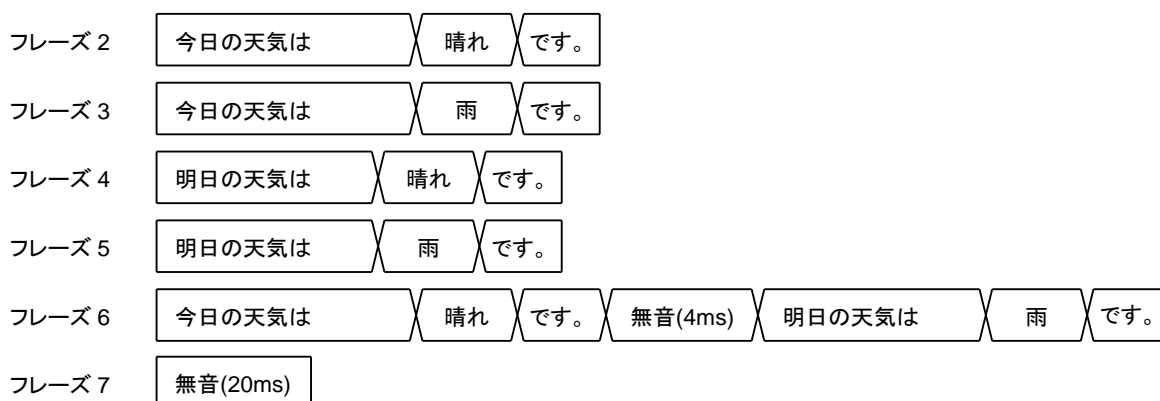 フレーズ 2 今日の天気は 晴れ です。
フレーズ 3 今日の天気は 雨 です。
フレーズ 4 明日の天気は 晴れ です。
フレーズ 5 明日の天気は 雨 です。
フレーズ 6 今日の天気は 晴れ です。 無音(4ms) 明日の天気は 雨 です。
フレーズ 7 無音(20ms)